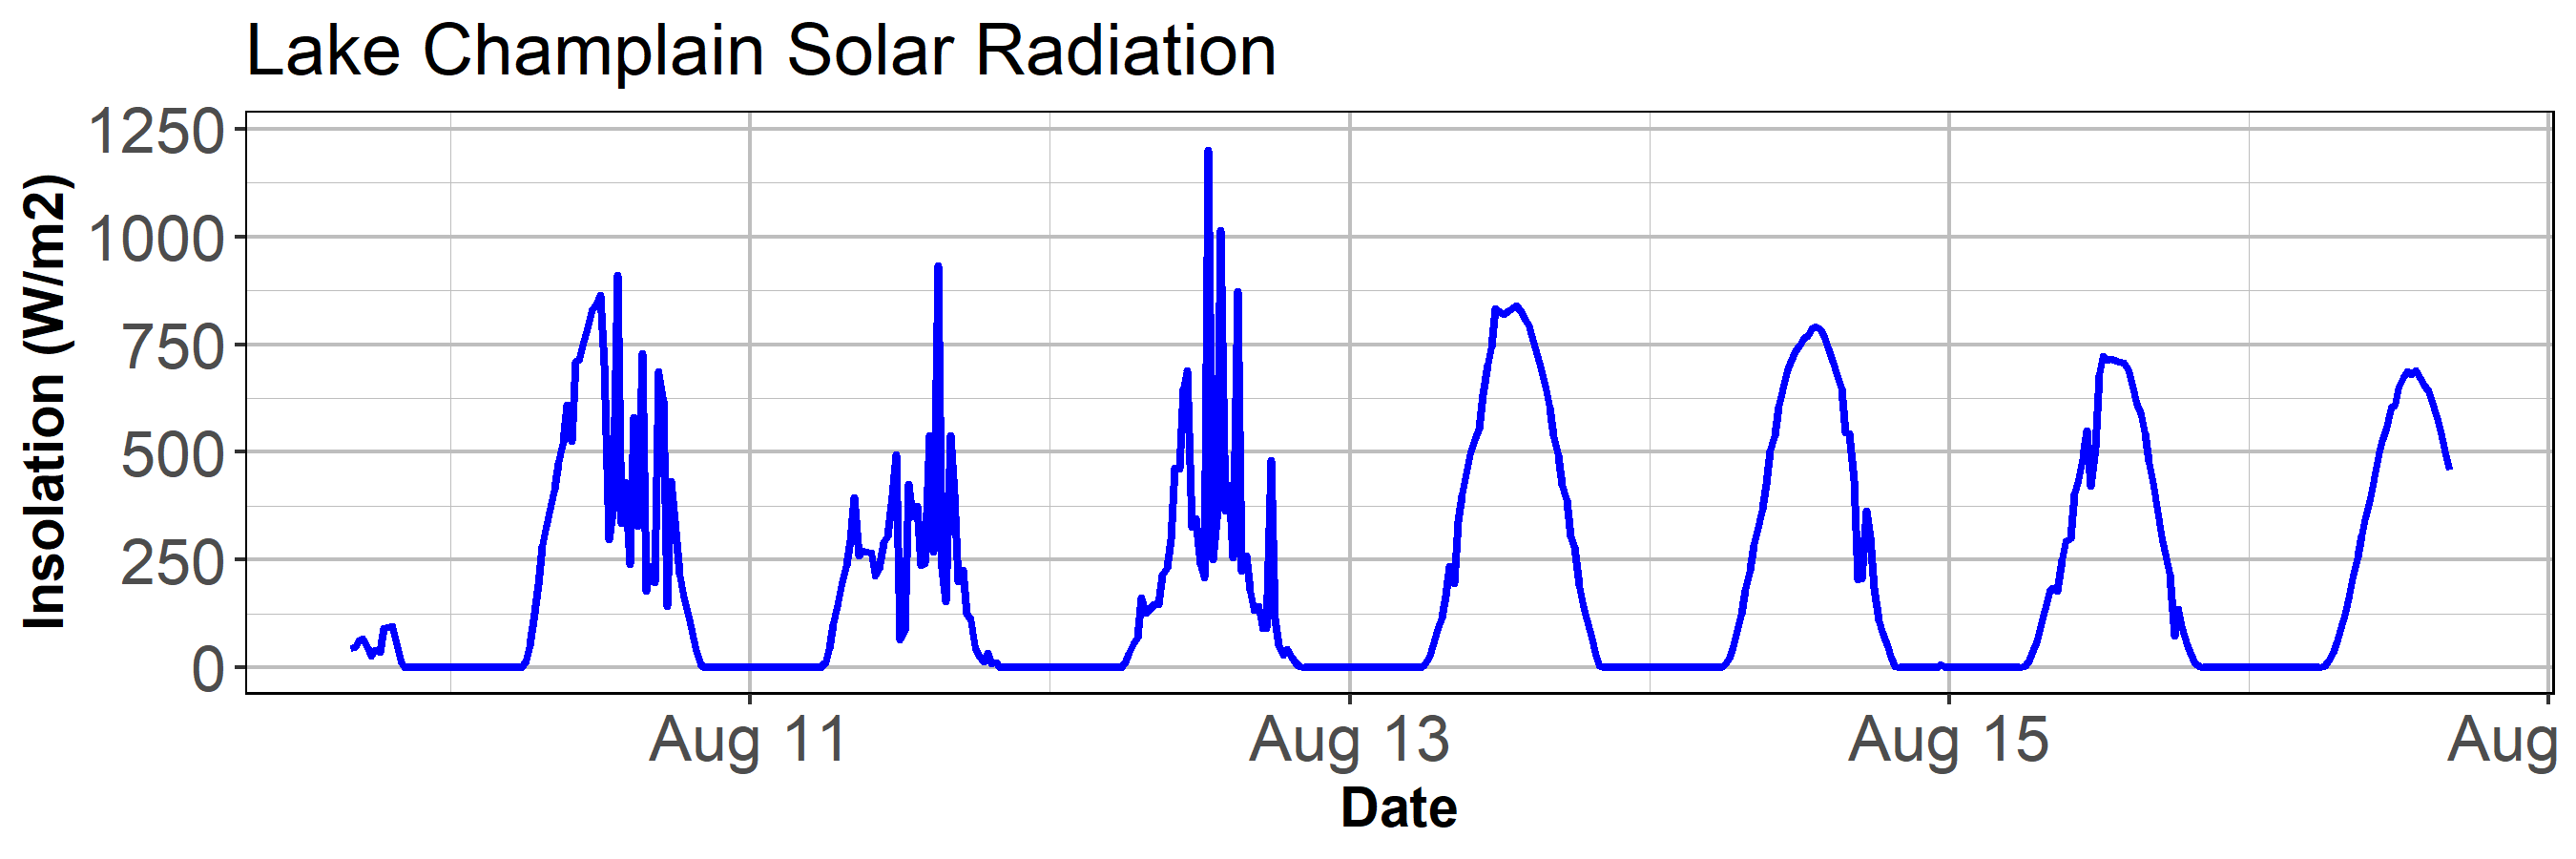 Lake Champlain Solar Radiation
1250
1000
750
500
250
0
Insolation (W/m2)
Aug 11
Aug 13
Aug 15
Aug
Date